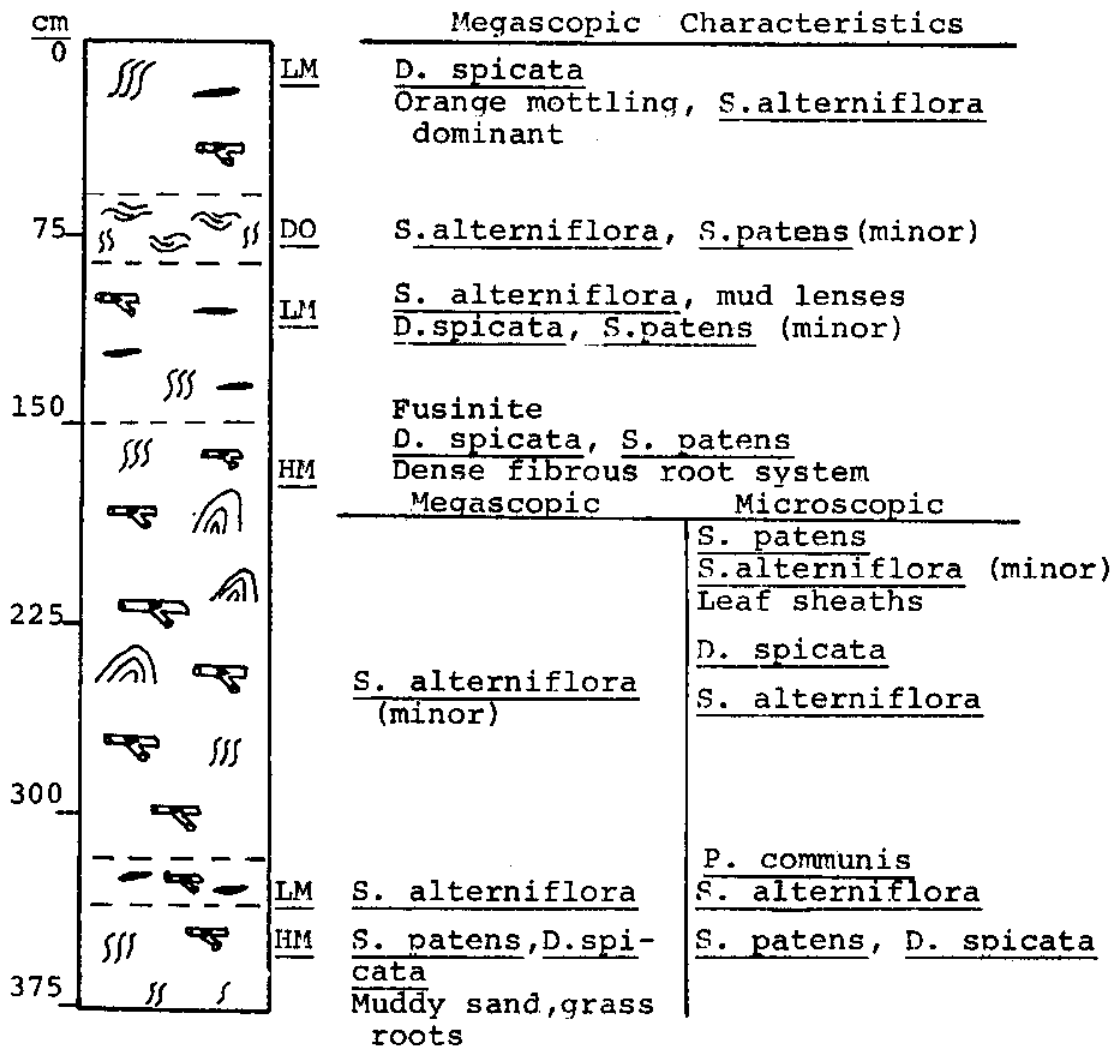 cm
Megascopic Characteristics
0
LM
D. spicata
Orange mottling, S.alterniflora
dominant
75
DO
S.alterniflora, S.patens(minor)
LM
S. alterniflora, mud lenses
D.spicata, S.patens (minor)
150
Fusinite
D. spicata, S. patens
HM
Dense fibrous root system
Megascopic
Microscopic
S. patens
S.alterniflora (minor)
225
Leaf sheaths
D. spicata
S. alterniflora
(minor)
S. alterniflora
300
P. communis
LM
S. alterniflora
S. alterniflora
HM
S. patens,D.spi-
cata
S. patens, D. spicata
375
Muddy sand,grass
roots